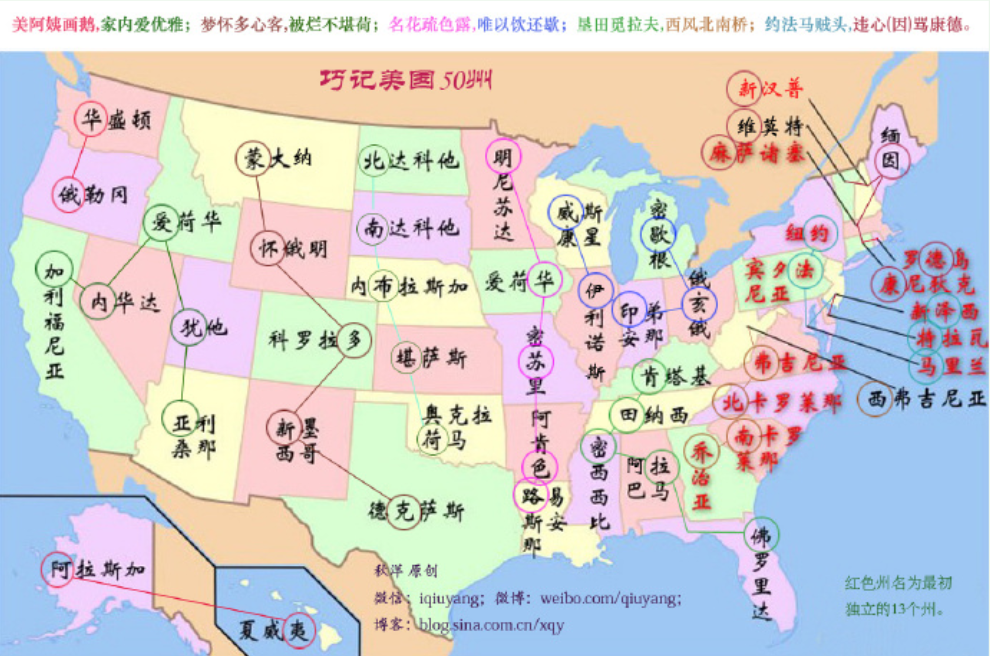 美阿姨画鹅,家内爱优雅; 梦怀多心客,被烂不堪荷; 名花疏色露,唯以饮还歇; 垦田觅拉夫,西风北南桥; 约法马贼头,违心(因)骂康德。
巧记美国50州
新汉普
维莫特
麻萨诸塞
缅因
华盛顿
蒙大纳
北达科他
明尼苏达
俄勒冈
爱荷华
怀俄明
南达科他
威斯康星
密歇根
纽约
罗德岛
康尼狄克
加利福尼亚
内华达
内布拉斯加
爱荷华
伊利诺斯
印第安那
俄亥俄
宾夕法尼亚
新泽西
特拉瓦
马里兰
犹他
科罗拉多
堪萨斯
密苏里
肯塔基
弗吉尼亚
西弗吉尼亚
亚利桑那
新墨西哥
奥克拉荷马
阿肯色
田纳西
北卡罗莱那
南卡罗莱那
德克萨斯
路易斯安那
密西西比
阿拉巴马
乔治亚
佛罗里达
阿拉斯加
夏威夷
秋洋原创
微信: iqiuyang; 微博: weibo.com/qiuyang;
博客: blog.sina.com.cn/xqy
红色州名为最初
独立的13个州。